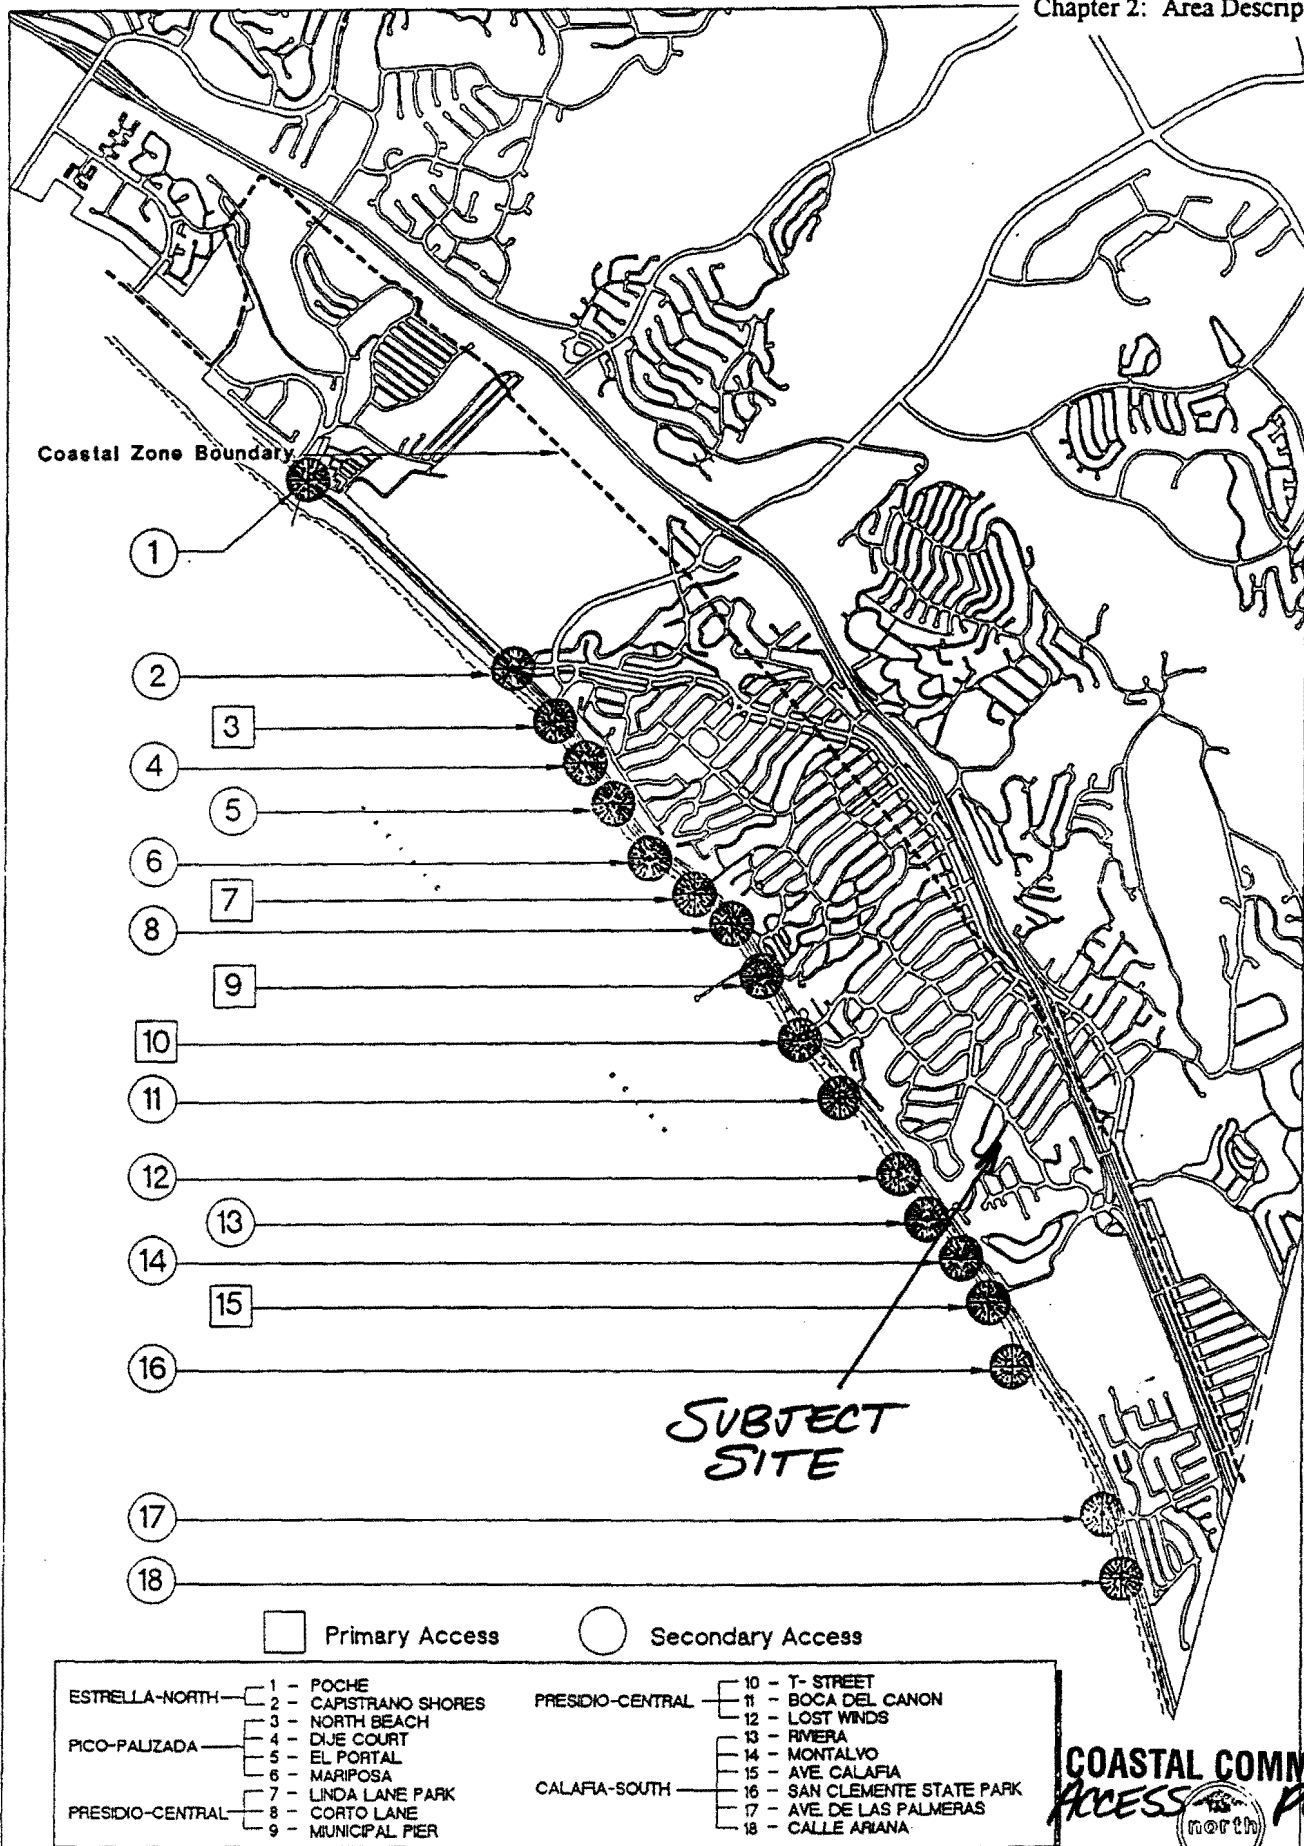 Chapter 2: Area Descrip
Coastal Zone Boundary
1
2
3
4
5
6
7
8
9
10
11
12
13
14
15
16
SUBJECT
SITE
17
18
Primary Access
Secondary Access
ESTRELLA-NORTH
1 - POCHE
2 - CAPISTRANO SHORES
PICO-PALIZADA
3 - NORTH BEACH
4 - DIJE COURT
5 - EL PORTAL
6 - MARIPOSA
PRESIDIO-CENTRAL
7 - LINDA LANE PARK
8 - CORTO LANE
9 - MUNICIPAL PIER
PRESIDIO-CENTRAL
10 - T- STREET
11 - BOCA DEL CANON
12 - LOST WINDS
CALAFIA-SOUTH
13 - RIVIERA
14 - MONTALVO
15 - AVE. CALAFIA
16 - SAN CLEMENTE STATE PARK
17 - AVE. DE LAS PALMERAS
18 - CALLE ARIANA
COASTAL COMM
ACCESS P
north